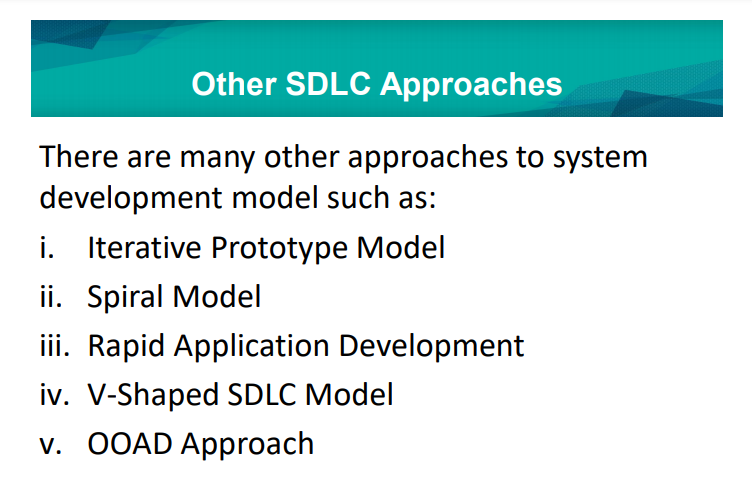 Other SDLC Approaches
There are many other approaches to system
development model such as:
i. Iterative Prototype Model
ii. Spiral Model
iii. Rapid Application Development
iv. V-Shaped SDLC Model
v. OOAD Approach